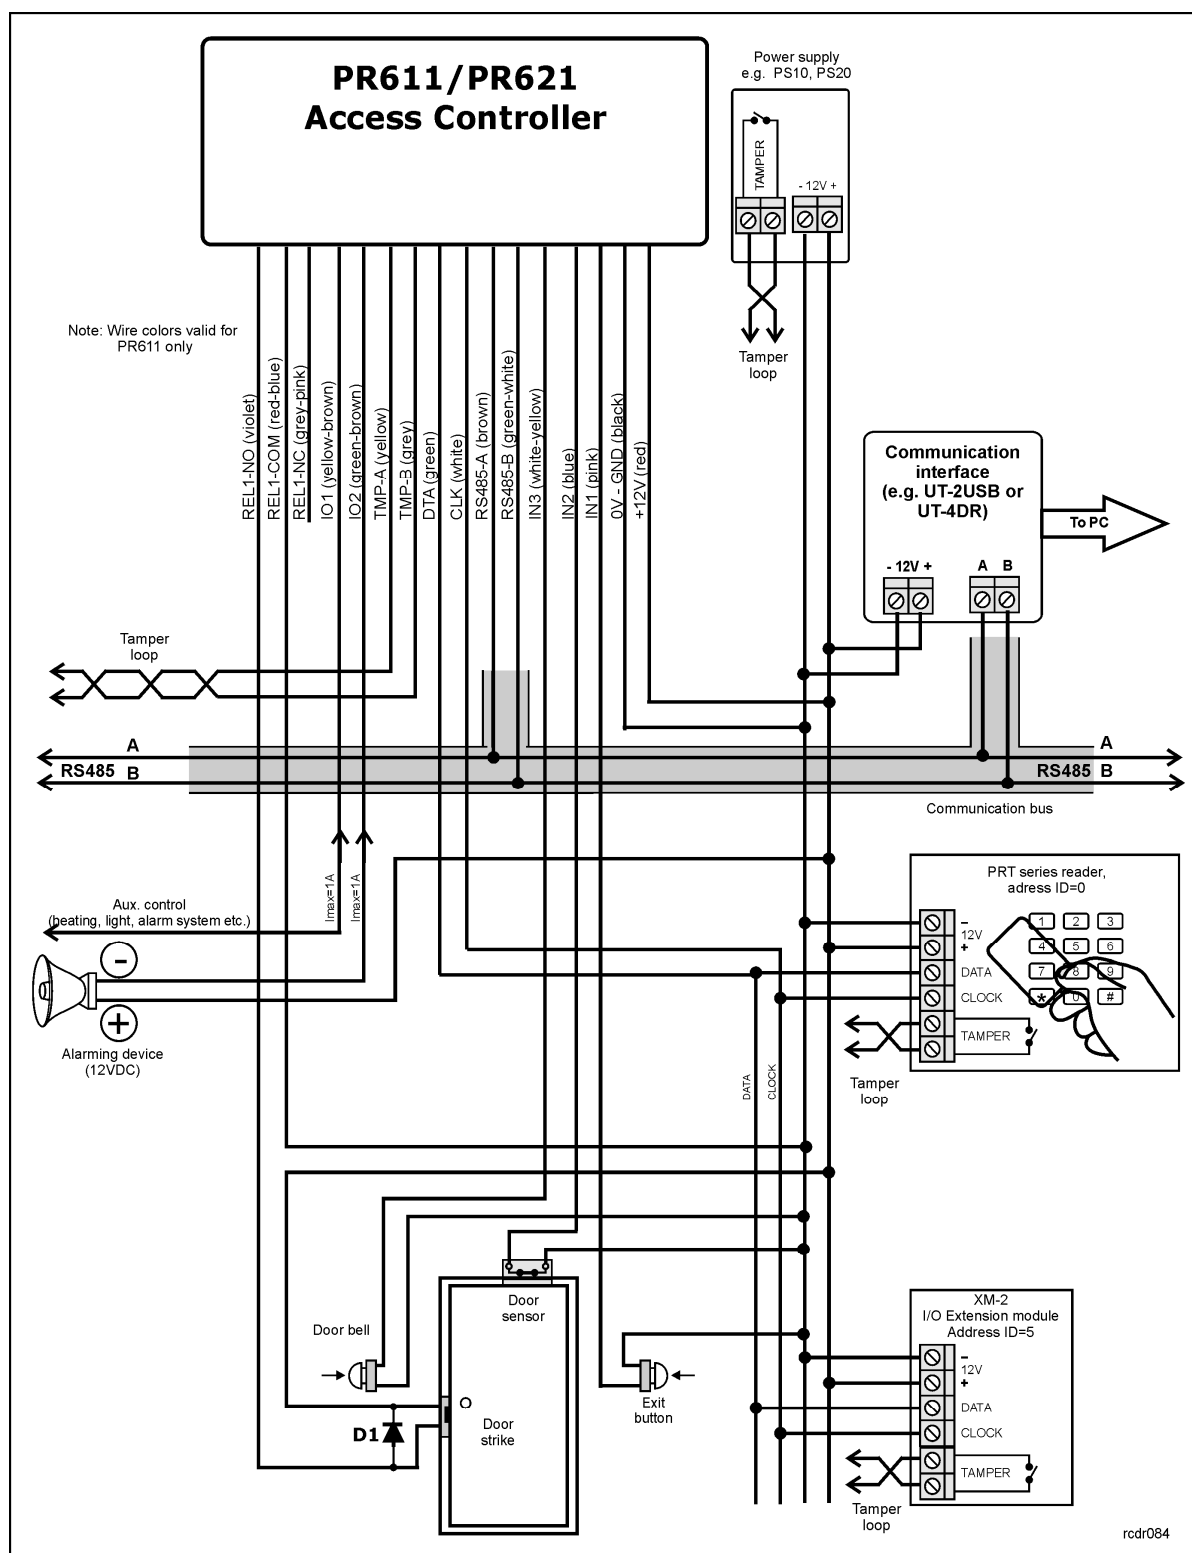 PR611/PR621
Access Controller
Power supply
e.g. PS10, PS20
TAMPER
- 12V +
Tamper
loop
Note: Wire colors valid for
PR611 only
REL1-NO (violet)
REL1-COM (red-blue)
REL1-NC (grey-pink)
IO1 (yellow-brown)
IO2 (green-brown)
TMP-A (yellow)
TMP-B (grey)
DTA (green)
CLK (white)
RS485-A (brown)
RS485-B (green-white)
IN3 (white-yellow)
IN2 (blue)
IN1 (pink)
0V - GND (black)
+12V (red)
Communication
interface
(e.g. UT-2USB or
UT-4DR)
To PC
- 12V +
A B
Tamper
loop
A
RS485 B
A
RS485 B
Communication bus
Imax=1A
Imax=1A
Aux. control
(heating, light, alarm system etc.)
-
+
Alarming device
(12VDC)
PRT series reader,
adress ID=0
–
12V
+
DATA
CLOCK
TAMPER
1 2 3
4 5 6
7 8 9
* 0 #
Tamper
loop
DATA
CLOCK
Door
sensor
Door bell
D1
Door
strike
Exit
button
XM-2
I/O Extension module
Address ID=5
–
12V
+
DATA
CLOCK
TAMPER
Tamper
loop
rcdr084